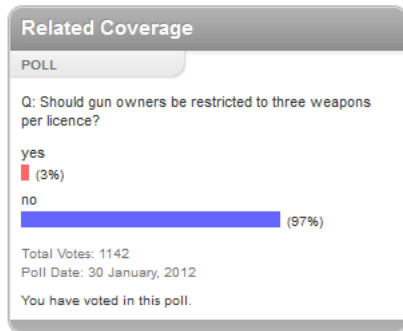 Related Coverage
POLL
Q: Should gun owners be restricted to three weapons
per licence?
yes
(3%)
no
(97%)
Total Votes: 1142
Poll Date: 30 January, 2012
You have voted in this poll.